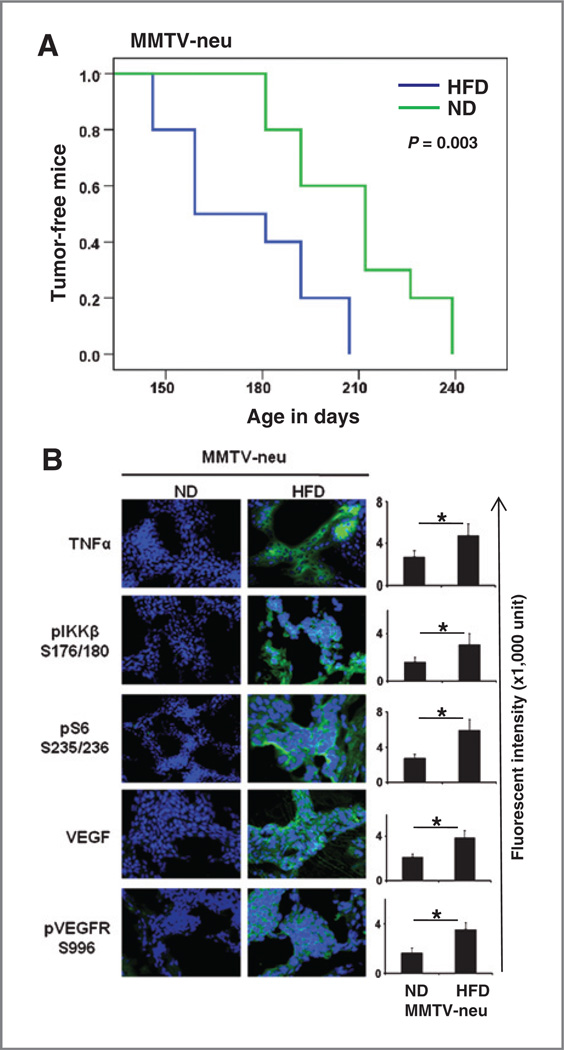 A
MMTV-neu
HFD
ND
P = 0.003
Tumor-free mice
1.0
0.8
0.6
0.4
0.2
0.0
150
180
210
240
Age in days
B
MMTV-neu
ND
HFD
TNFα
8
4
0
*
pIKKβ
S176/180
4
0
*
pS6
S235/236
8
4
0
*
VEGF
4
0
*
pVEGFR
S996
4
0
*
Fluorescent intensity (x1,000 unit)
ND
HFD
MMTV-neu